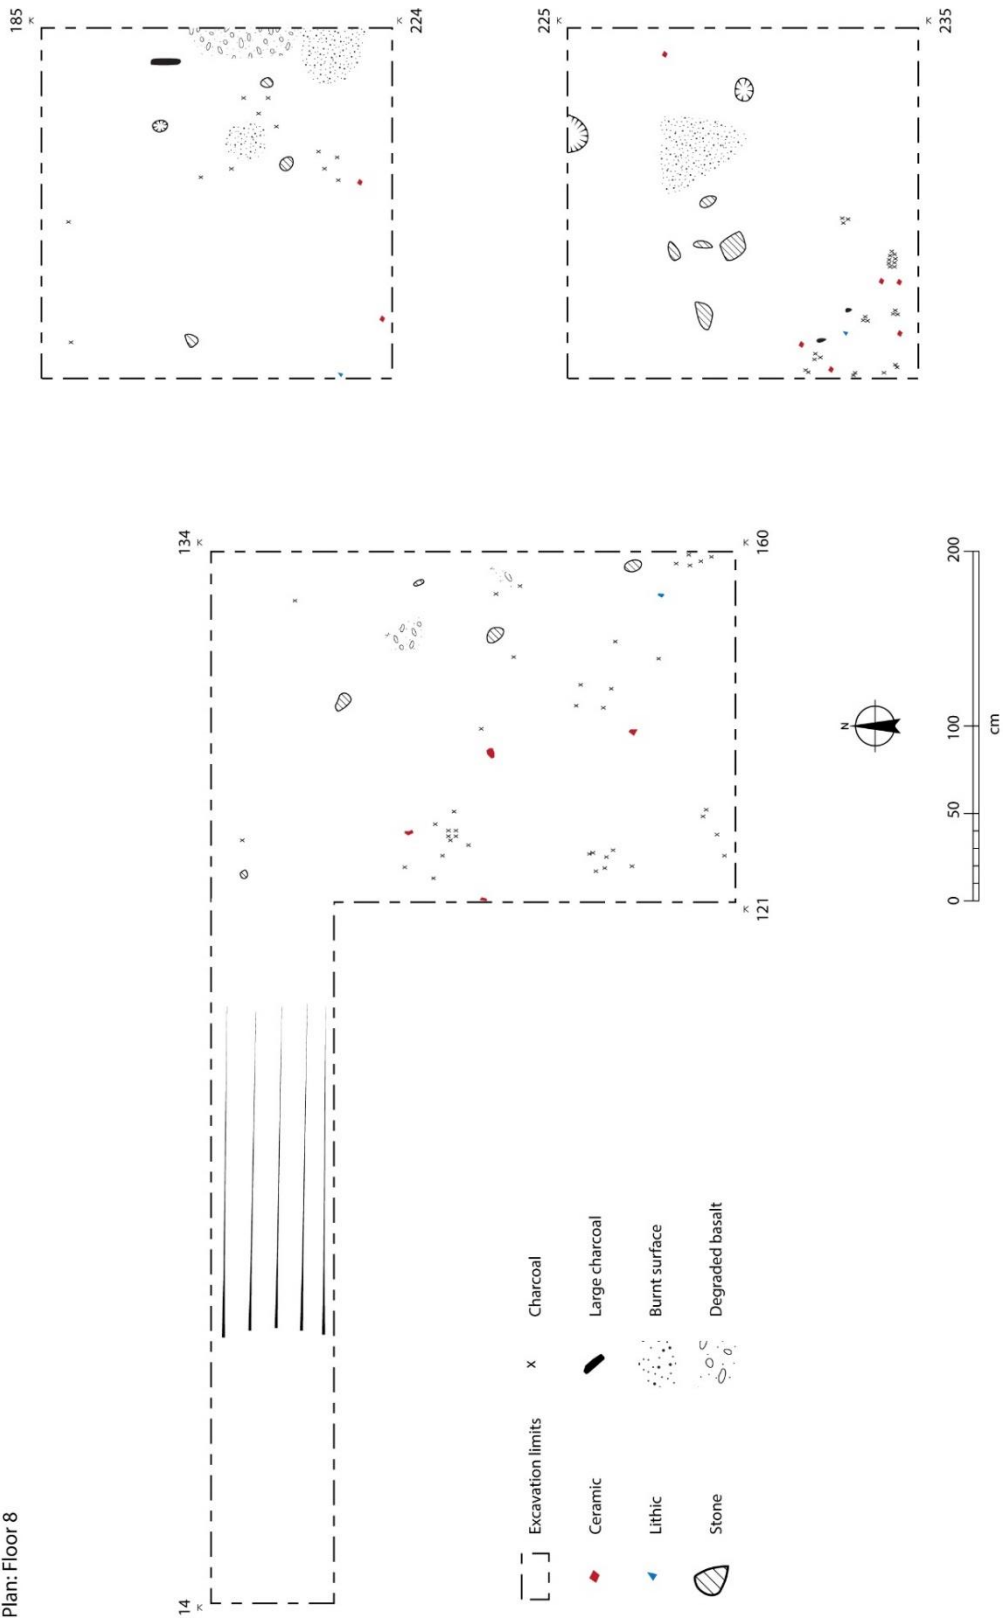 Plan: Floor 8
185
224
225
235
134
160
121
14
N
0 50 100 200
cm
Excavation limits
Ceramic
Lithic
Stone
Charcoal
Large charcoal
Burnt surface
Degraded basalt